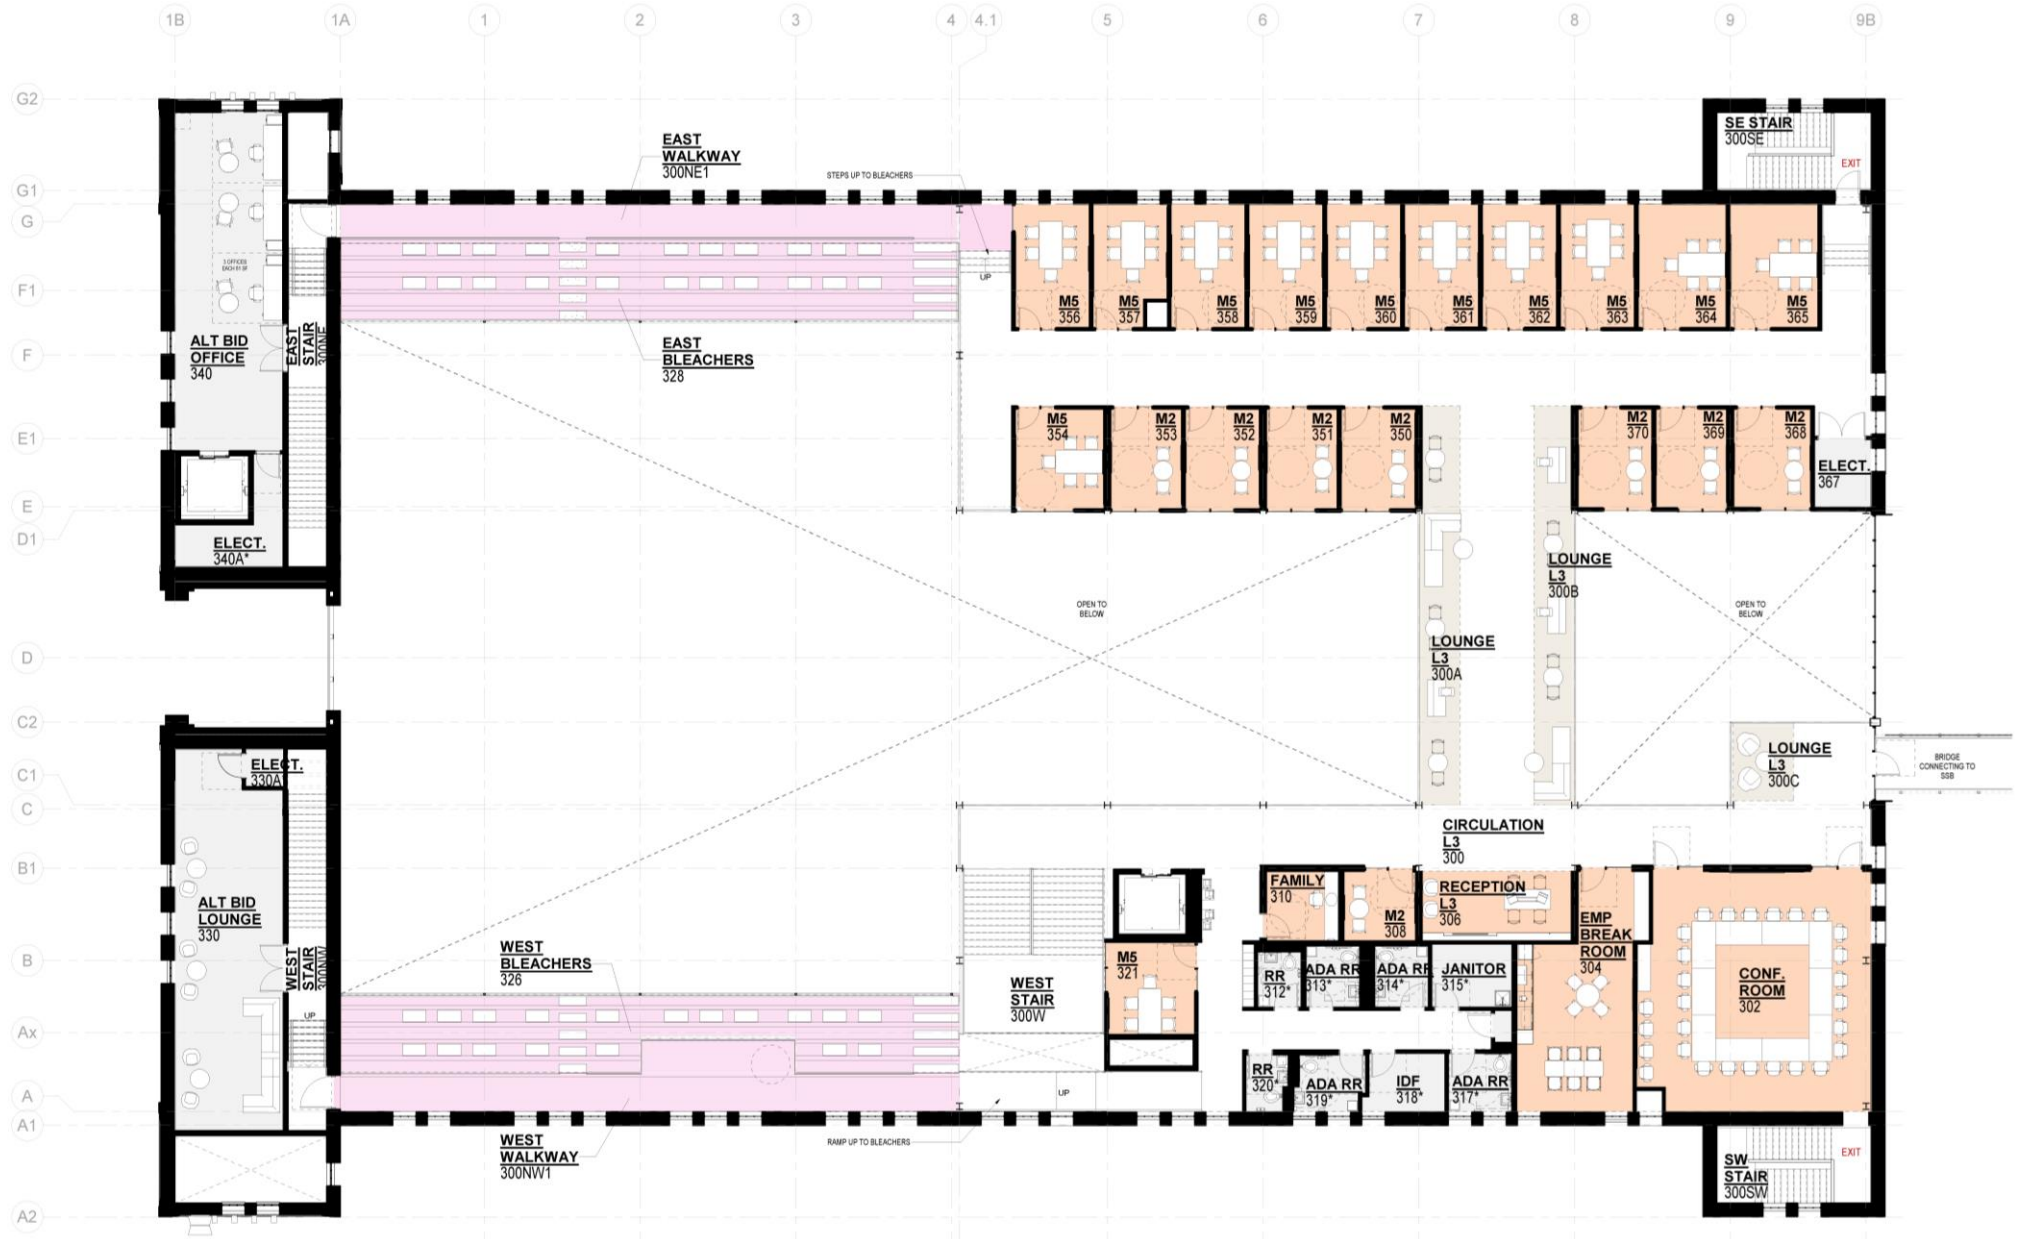 1B
1A
1
2
3
4
4.1
5
6
7
8
9
9B
G2
G1
G
F1
F
E1
E
D1
D
C2
C1
C
B1
B
Ax
A
A1
A2
EAST
WALKWAY
300NE1
STEPS UP TO BLEACHERS
SE STAIR
300SE
EXIT
3 OFFICES
EACH 81 SF
ALT BID
OFFICE
340
EAST
STAIR
300NE
EAST
BLEACHERS
328
UP
M5
356
M5
357
M5
358
M5
359
M5
360
M5
361
M5
362
M5
363
M5
364
M5
365
M5
354
M2
353
M2
352
M2
351
M2
350
M2
370
M2
369
M2
368
ELECT.
367
ELECT.
340A*
OPEN TO
BELOW
LOUNGE
L3
300B
OPEN TO
BELOW
LOUNGE
L3
300A
LOUNGE
L3
300C
BRIDGE
CONNECTING TO
SSB
ELECT.
330A
ALT BID
LOUNGE
330
WEST
STAIR
300NW
UP
CIRCULATION
L3
300
FAMILY
310
M2
308
RECEPTION
L3
306
EMP
BREAK
ROOM
304
CONF.
ROOM
302
WEST
BLEACHERS
326
WEST
STAIR
300W
M5
321
RR
312*
ADA RR
313*
ADA RR
314*
JANITOR
315*
RR
320*
ADA RR
319*
IDF
318*
ADA RR
317*
UP
WEST
WALKWAY
300NW1
RAMP UP TO BLEACHERS
SW
STAIR
300SW
EXIT